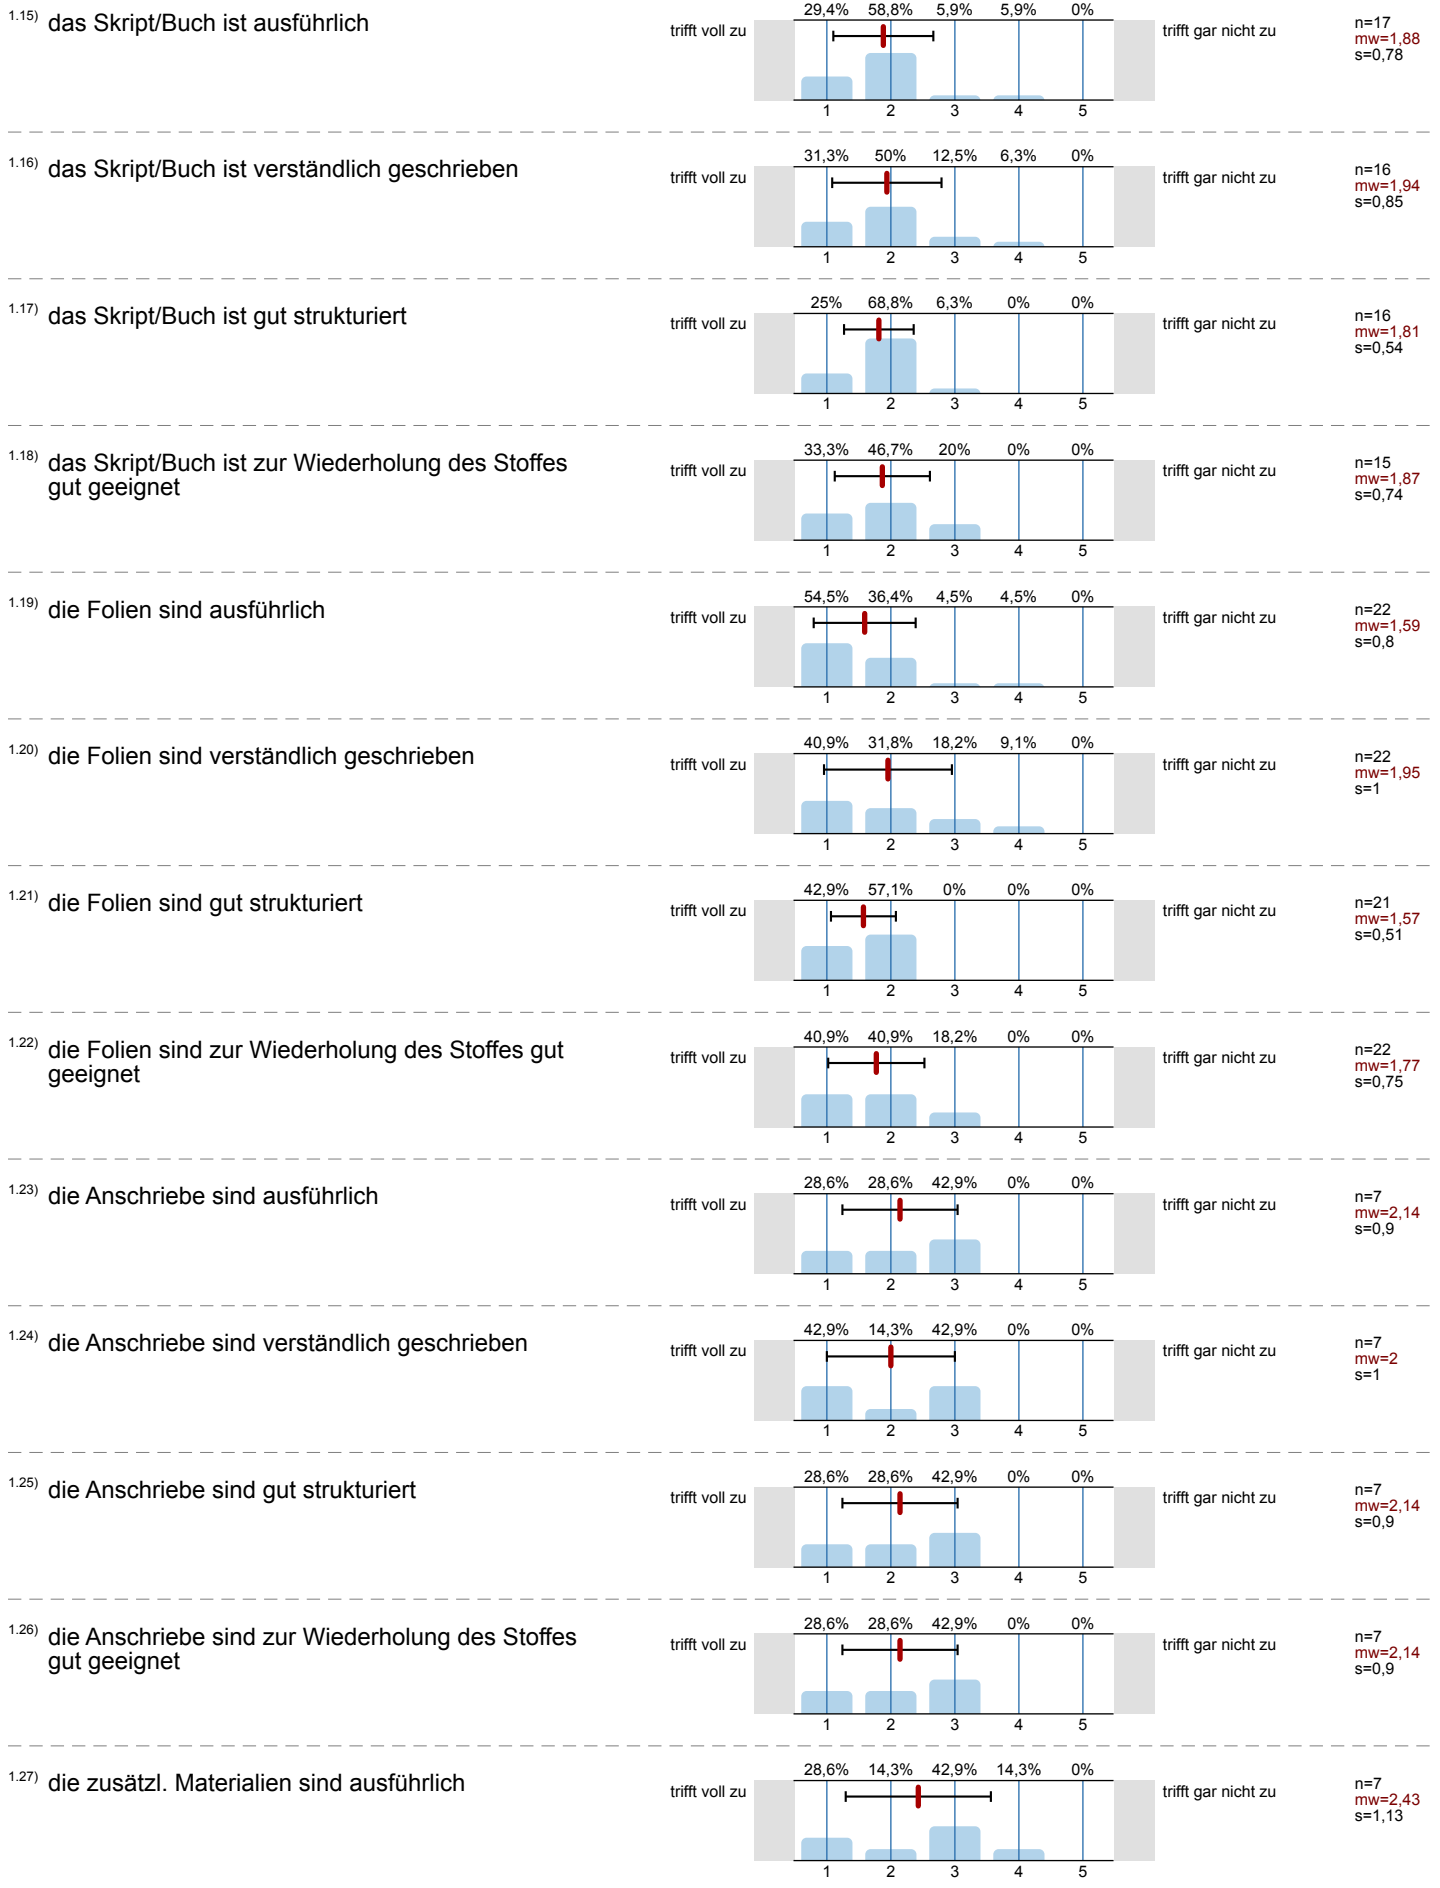 1.15) das Skript/Buch ist ausführlich
trifft voll zu
29,4% 58,8% 5,9% 5,9% 0%
1 2 3 4 5
trifft gar nicht zu
n=17
mw=1,88
s=0,78
1.16) das Skript/Buch ist verständlich geschrieben
trifft voll zu
31,3% 50% 12,5% 6,3% 0%
1 2 3 4 5
trifft gar nicht zu
n=16
mw=1,94
s=0,85
1.17) das Skript/Buch ist gut strukturiert
trifft voll zu
25% 68,8% 6,3% 0% 0%
1 2 3 4 5
trifft gar nicht zu
n=16
mw=1,81
s=0,54
1.18) das Skript/Buch ist zur Wiederholung des Stoffes
gut geeignet
trifft voll zu
33,3% 46,7% 20% 0% 0%
1 2 3 4 5
trifft gar nicht zu
n=15
mw=1,87
s=0,74
1.19) die Folien sind ausführlich
trifft voll zu
54,5% 36,4% 4,5% 4,5% 0%
1 2 3 4 5
trifft gar nicht zu
n=22
mw=1,59
s=0,8
1.20) die Folien sind verständlich geschrieben
trifft voll zu
40,9% 31,8% 18,2% 9,1% 0%
1 2 3 4 5
trifft gar nicht zu
n=22
mw=1,95
s=1
1.21) die Folien sind gut strukturiert
trifft voll zu
42,9% 57,1% 0% 0% 0%
1 2 3 4 5
trifft gar nicht zu
n=21
mw=1,57
s=0,51
1.22) die Folien sind zur Wiederholung des Stoffes gut
geeignet
trifft voll zu
40,9% 40,9% 18,2% 0% 0%
1 2 3 4 5
trifft gar nicht zu
n=22
mw=1,77
s=0,75
1.23) die Anschriebe sind ausführlich
trifft voll zu
28,6% 28,6% 42,9% 0% 0%
1 2 3 4 5
trifft gar nicht zu
n=7
mw=2,14
s=0,9
1.24) die Anschriebe sind verständlich geschrieben
trifft voll zu
42,9% 14,3% 42,9% 0% 0%
1 2 3 4 5
trifft gar nicht zu
n=7
mw=2
s=1
1.25) die Anschriebe sind gut strukturiert
trifft voll zu
28,6% 28,6% 42,9% 0% 0%
1 2 3 4 5
trifft gar nicht zu
n=7
mw=2,14
s=0,9
1.26) die Anschriebe sind zur Wiederholung des Stoffes
gut geeignet
trifft voll zu
28,6% 28,6% 42,9% 0% 0%
1 2 3 4 5
trifft gar nicht zu
n=7
mw=2,14
s=0,9
1.27) die zusätzl. Materialien sind ausführlich
trifft voll zu
28,6% 14,3% 42,9% 14,3% 0%
1 2 3 4 5
trifft gar nicht zu
n=7
mw=2,43
s=1,13